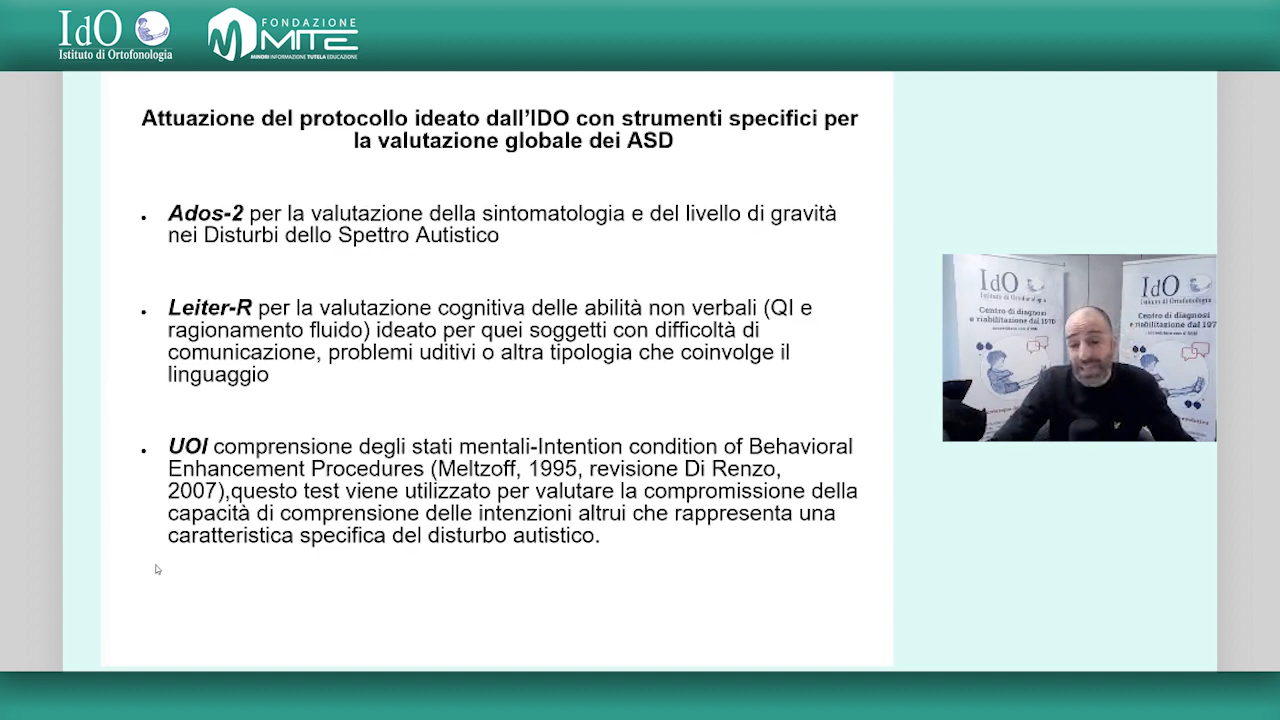 IdO
Istituto di Ortofonologia
FONDAZIONE
MITE
MINORI INFORMAZIONE TUTELA EDUCAZIONE
Attuazione del protocollo ideato dall'IDO con strumenti specifici per
la valutazione globale dei ASD
• Ados-2 per la valutazione della sintomatologia e del livello di gravità
nei Disturbi dello Spettro Autistico
• Leiter-R per la valutazione cognitiva delle abilità non verbali (QI e
ragionamento fluido) ideato per quei soggetti con difficoltà di
comunicazione, problemi uditivi o altra tipologia che coinvolge il
linguaggio
• UOI comprensione degli stati mentali-Intention condition of Behavioral
Enhancement Procedures (Meltzoff, 1995, revisione Di Renzo,
2007),questo test viene utilizzato per valutare la compromissione della
capacità di comprensione delle intenzioni altrui che rappresenta una
caratteristica specifica del disturbo autistico.
IdO
Istituto di
Centro di diagnosi
e riabilitazione dal 1970
IdO
Istituto di Ortofonologia
Centro di diagnosi
e riabilitazione dal 197